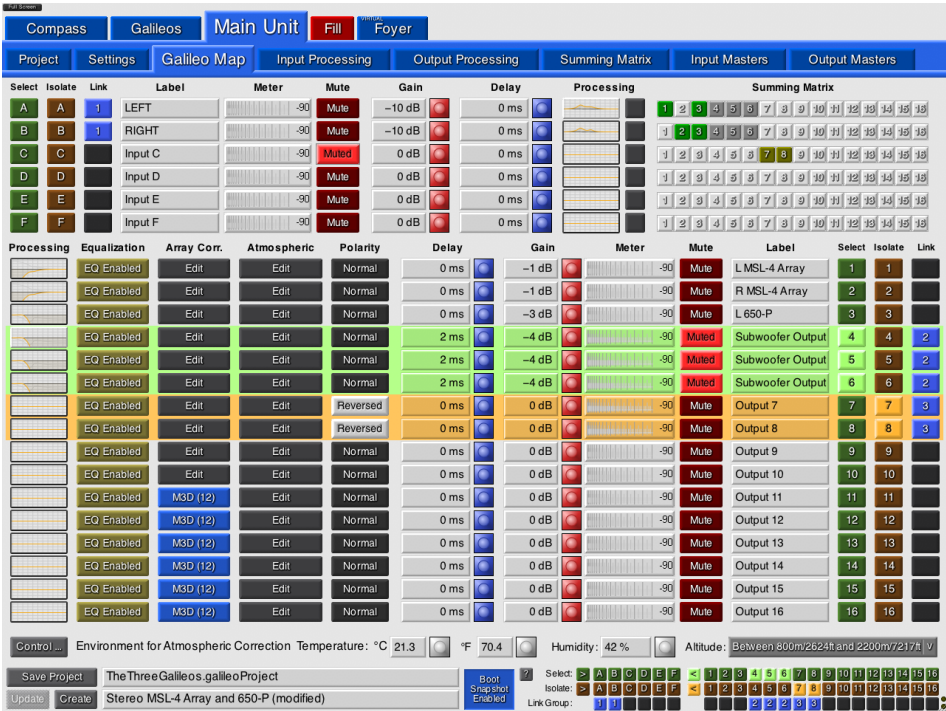 Full Screen
Compass Galileos Main Unit Fill VIRTUAL Foyer
Project Settings Galileo Map Input Processing Output Processing Summing Matrix Input Masters Output Masters
Select Isolate Link Label Meter Mute Gain Delay Processing Summing Matrix
A A 1 LEFT -90 Mute −10 dB 0 ms 1 2 3 4 5 6 7 8 9 10 11 12 13 14 15 16
B B 1 RIGHT -90 Mute −10 dB 0 ms 1 2 3 4 5 6 7 8 9 10 11 12 13 14 15 16
C C Input C -90 Muted 0 dB 0 ms 1 2 3 4 5 6 7 8 9 10 11 12 13 14 15 16
D D Input D -90 Mute 0 dB 0 ms 1 2 3 4 5 6 7 8 9 10 11 12 13 14 15 16
E E Input E -90 Mute 0 dB 0 ms 1 2 3 4 5 6 7 8 9 10 11 12 13 14 15 16
F F Input F -90 Mute 0 dB 0 ms 1 2 3 4 5 6 7 8 9 10 11 12 13 14 15 16
Processing Equalization Array Corr. Atmospheric Polarity Delay Gain Meter Mute Label Select Isolate Link
EQ Enabled Edit Edit Normal 0 ms −1 dB -90 Mute L MSL-4 Array 1 1
EQ Enabled Edit Edit Normal 0 ms −1 dB -90 Mute R MSL-4 Array 2 2
EQ Enabled Edit Edit Normal 0 ms −3 dB -90 Mute L 650-P 3 3
EQ Enabled Edit Edit Normal 2 ms −4 dB -90 Muted Subwoofer Output 4 4 2
EQ Enabled Edit Edit Normal 2 ms −4 dB -90 Muted Subwoofer Output 5 5 2
EQ Enabled Edit Edit Normal 2 ms −4 dB -90 Muted Subwoofer Output 6 6 2
EQ Enabled Edit Edit Reversed 0 ms 0 dB -90 Mute Output 7 7 7 3
EQ Enabled Edit Edit Reversed 0 ms 0 dB -90 Mute Output 8 8 8 3
EQ Enabled Edit Edit Normal 0 ms 0 dB -90 Mute Output 9 9 9
EQ Enabled Edit Edit Normal 0 ms 0 dB -90 Mute Output 10 10 10
EQ Enabled M3D (12) Edit Normal 0 ms 0 dB -90 Mute Output 11 11 11
EQ Enabled M3D (12) Edit Normal 0 ms 0 dB -90 Mute Output 12 12 12
EQ Enabled M3D (12) Edit Normal 0 ms 0 dB -90 Mute Output 13 13 13
EQ Enabled M3D (12) Edit Normal 0 ms 0 dB -90 Mute Output 14 14 14
EQ Enabled M3D (12) Edit Normal 0 ms 0 dB -90 Mute Output 15 15 15
EQ Enabled M3D (12) Edit Normal 0 ms 0 dB -90 Mute Output 16 16 16
Control ... Environment for Atmospheric Correction Temperature: °C 21.3 °F 70.4 Humidity: 42 % Altitude: Between 800m/2624ft and 2200m/7217ft V
Save Project TheThreeGalileos.galileoProject Boot Snapshot Enabled ? Select: > A B C D E F < 1 2 3 4 5 6 7 8 9 10 11 12 13 14 15 16
Update Create Stereo MSL-4 Array and 650-P (modified) Isolate: > A B C D E F < 1 2 3 4 5 6 7 8 9 10 11 12 13 14 15 16
Link Group: 1 1 2 2 2 3 3